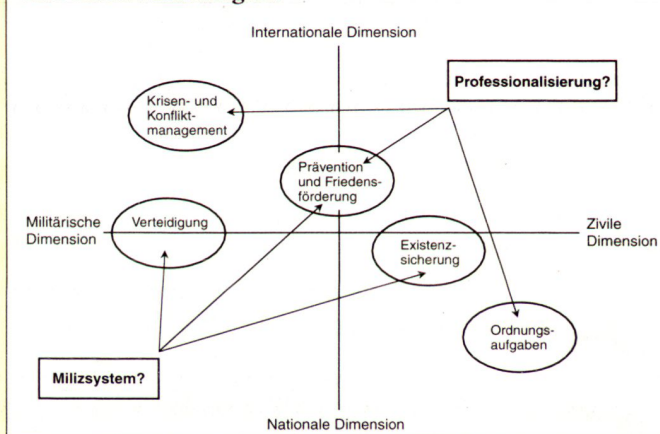 Internationale Dimension
Professionalisierung?
Krisen- und
Konflikt-
management
Prävention
und Friedens-
förderung
Militärische
Dimension
Verteidigung
Zivile
Dimension
Existenz-
sicherung
Ordnungs-
aufgaben
Milizsystem?
Nationale Dimension